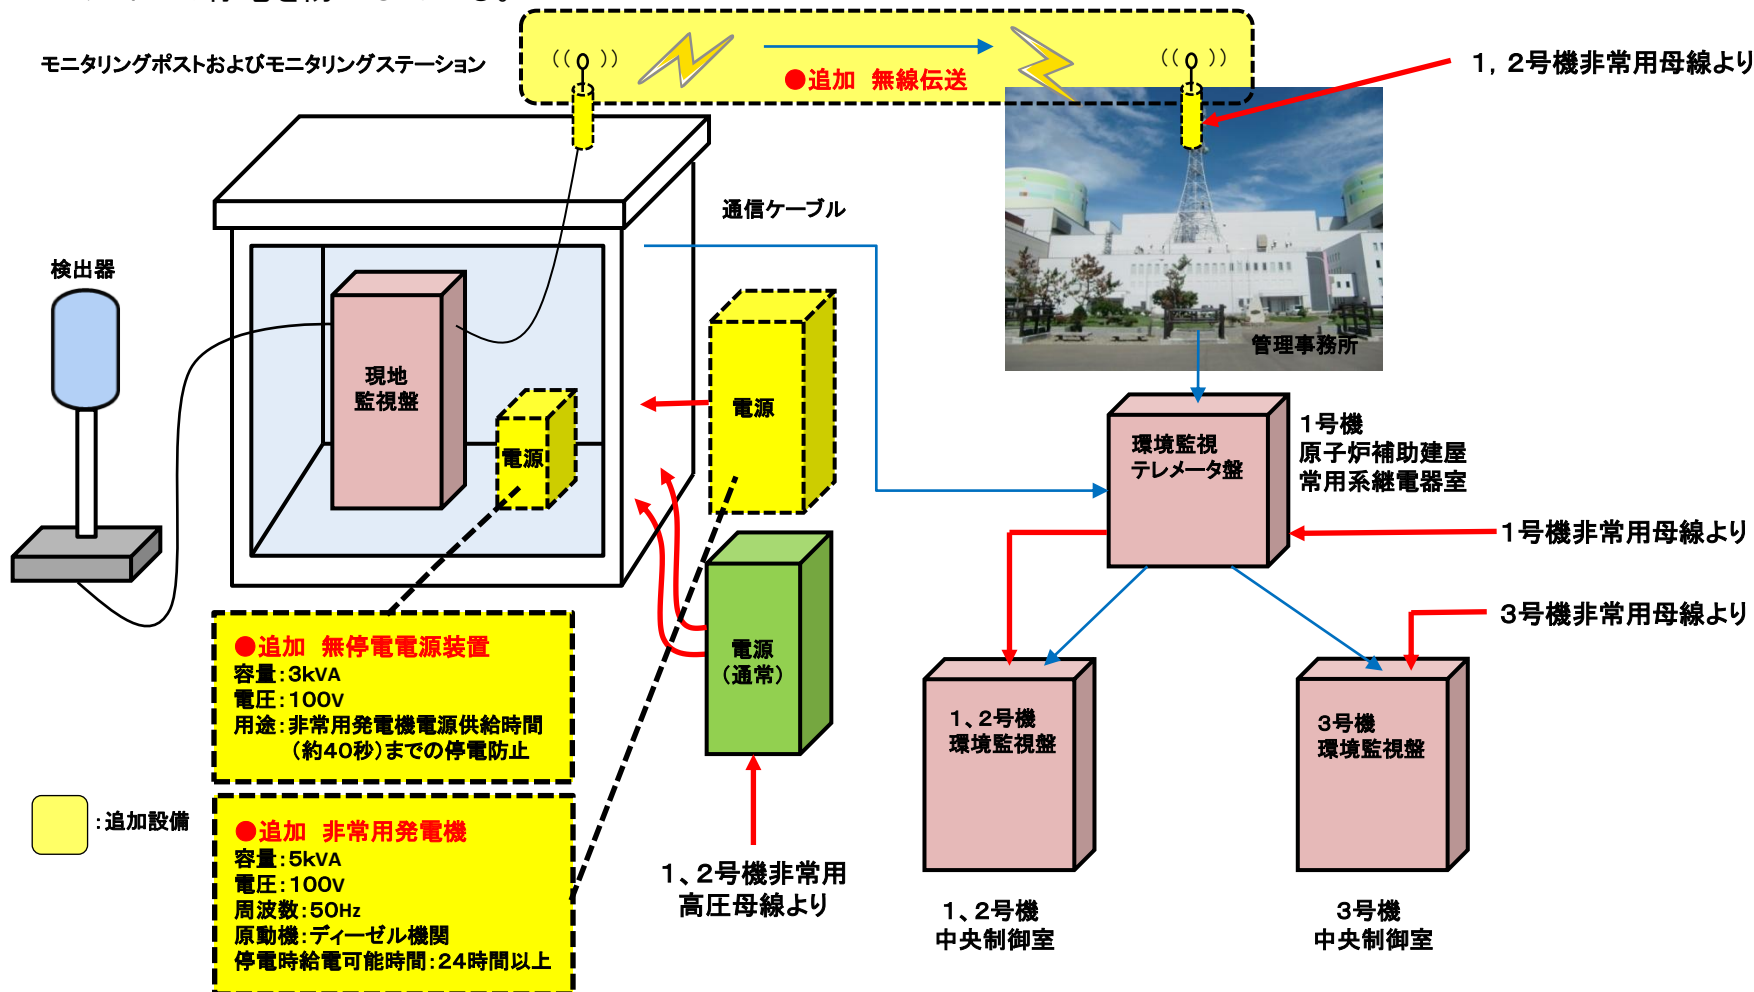 モニタリングポストおよびモニタリングステーション
●追加 無線伝送
1，2号機非常用母線より
通信ケーブル
検出器
管理事務所
現地
監視盤
電源
電源
環境監視
テレメータ盤
1号機
原子炉補助建屋
常用系継電器室
1号機非常用母線より
3号機非常用母線より
電源
（通常）
●追加 無停電電源装置
容量：3kVA
電圧：100V
用途：非常用発電機電源供給時間
（約40秒）までの停電防止
1、2号機
環境監視盤
3号機
環境監視盤
：追加設備
●追加 非常用発電機
容量：5kVA
電圧：100V
周波数：50Hz
原動機：ディーゼル機関
停電時給電可能時間：24時間以上
1、2号機非常用
高圧母線より
1、2号機
中央制御室
3号機
中央制御室